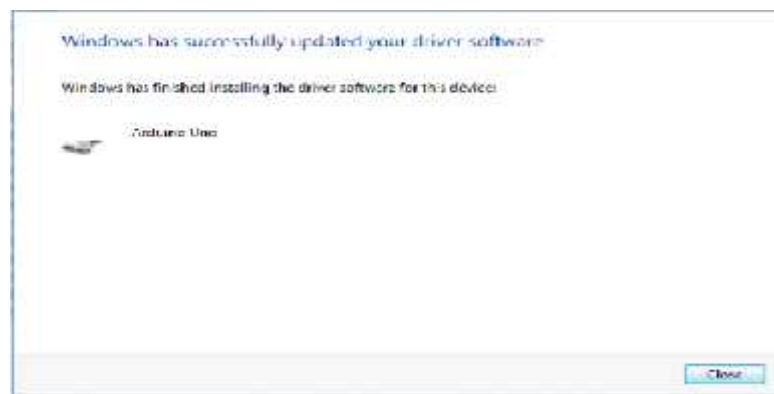 Windows has successfully updated your driver software
Windows has finished installing the driver software for this device:
Arduino Uno
Close